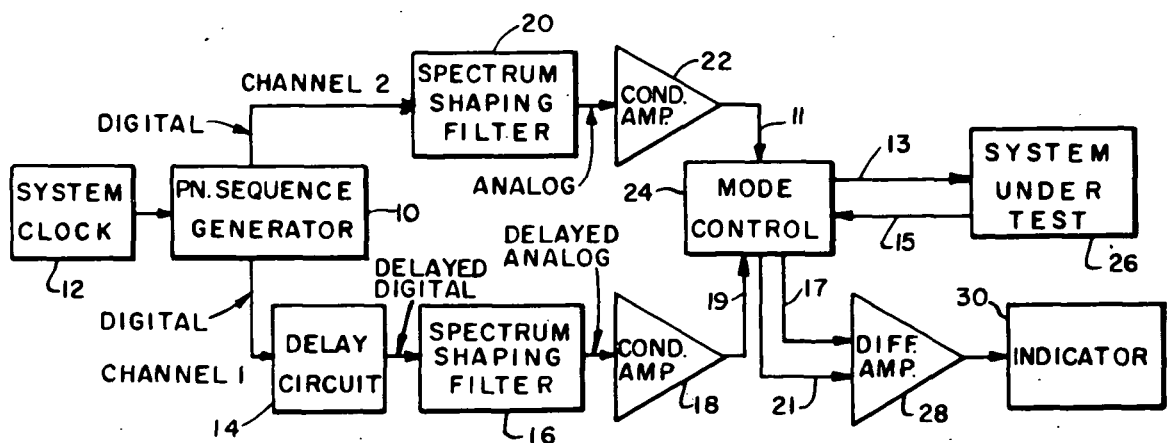 20
SPECTRUM
SHAPING
FILTER
22
COND.
AMP.
CHANNEL 2
DIGITAL
ANALOG
11
SYSTEM
CLOCK
12
PN. SEQUENCE
GENERATOR
10
24
MODE
CONTROL
13
15
SYSTEM
UNDER
TEST
26
DIGITAL
CHANNEL 1
DELAY
CIRCUIT
14
DELAYED
DIGITAL
SPECTRUM
SHAPING
FILTER
16
DELAYED
ANALOG
COND.
AMP
18
19
17
21
DIFF.
AMP.
28
30
INDICATOR